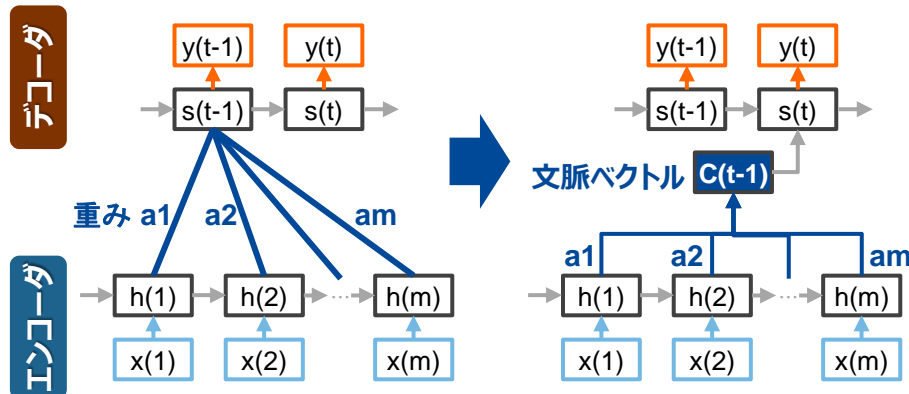 デコーダ
y(t-1) y(t)
s(t-1) s(t)
重み a1 a2 am
エンコーダ
h(1) h(2) h(m)
x(1) x(2) x(m)
y(t-1) y(t)
s(t-1) s(t)
文脈ベクトル C(t-1)
a1 a2 am
h(1) h(2) h(m)
x(1) x(2) x(m)